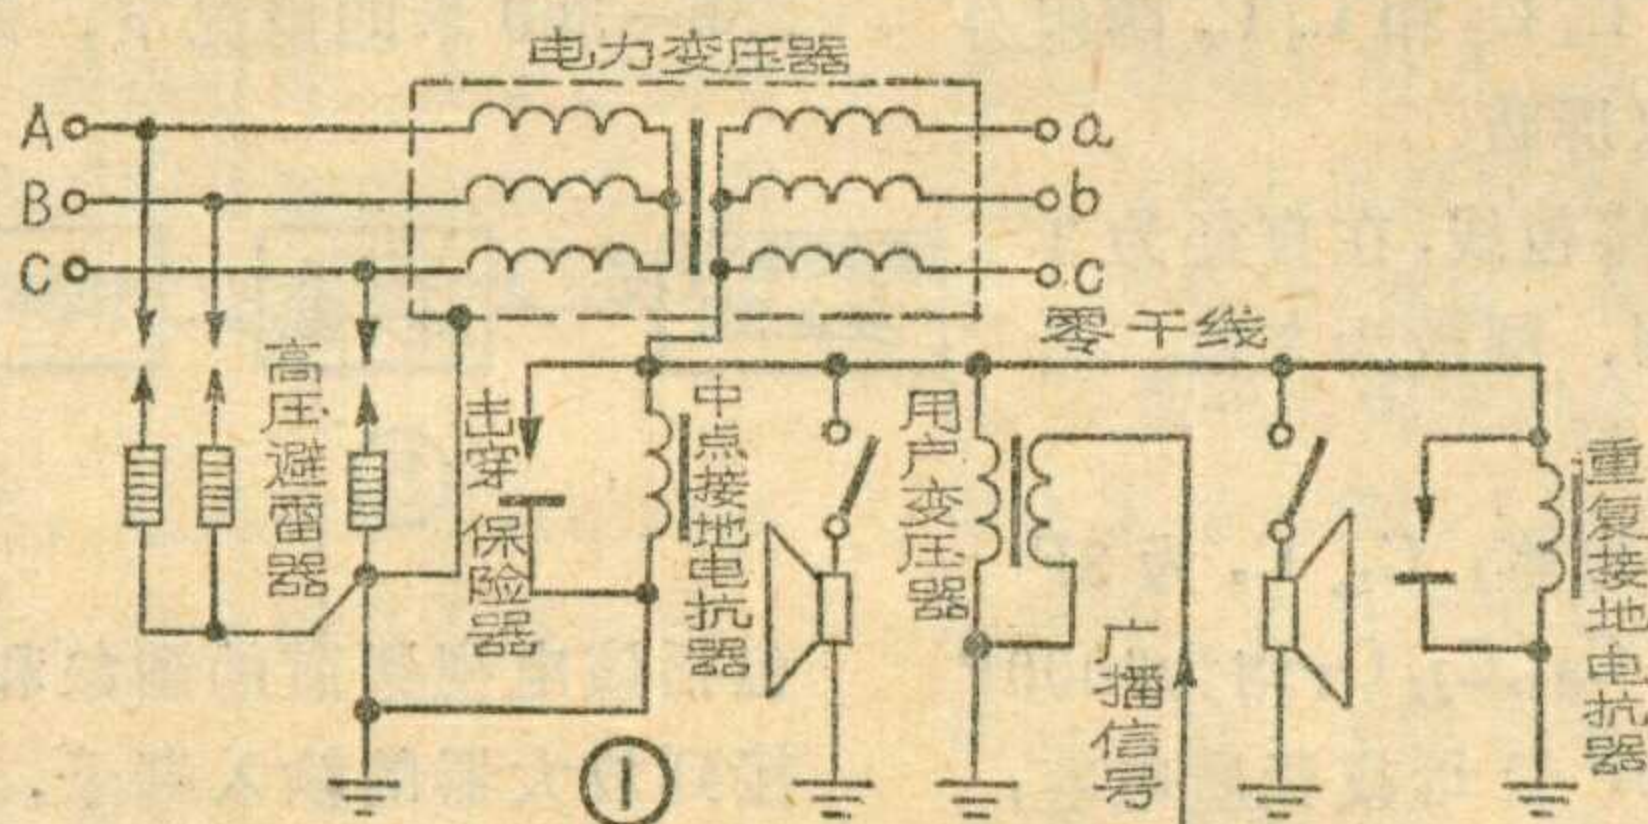 电力变压器
A
a
B
b
C
c
零干线
高压避雷器
击穿保险器
中点接地电抗器
用户变压器
广播信号
重复接地电抗器
①